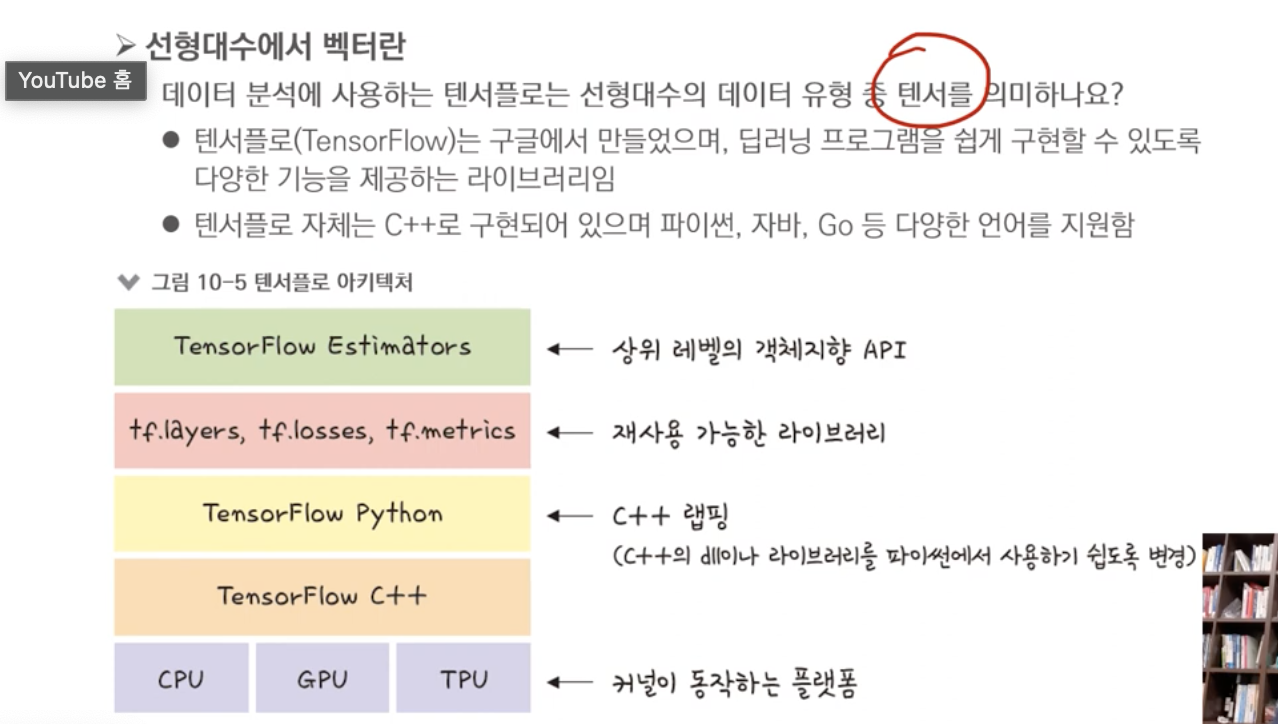 ➢ 선형대수에서 벡터란
YouTube 홈
데이터 분석에 사용하는 텐서플로는 선형대수의 데이터 유형 중 텐서를 의미하나요?
● 텐서플로(TensorFlow)는 구글에서 만들었으며, 딥러닝 프로그램을 쉽게 구현할 수 있도록
다양한 기능을 제공하는 라이브러리임
● 텐서플로 자체는 C++로 구현되어 있으며 파이썬, 자바, Go 등 다양한 언어를 지원함
그림 10-5 텐서플로 아키텍처
TensorFlow Estimators ← 상위 레벨의 객체지향 API
tf.layers, tf.losses, tf.metrics ← 재사용 가능한 라이브러리
TensorFlow Python ← C++ 랩핑
(C++의 dll이나 라이브러리를 파이썬에서 사용하기 쉽도록 변경)
TensorFlow C++
CPU GPU TPU ← 커널이 동작하는 플랫폼